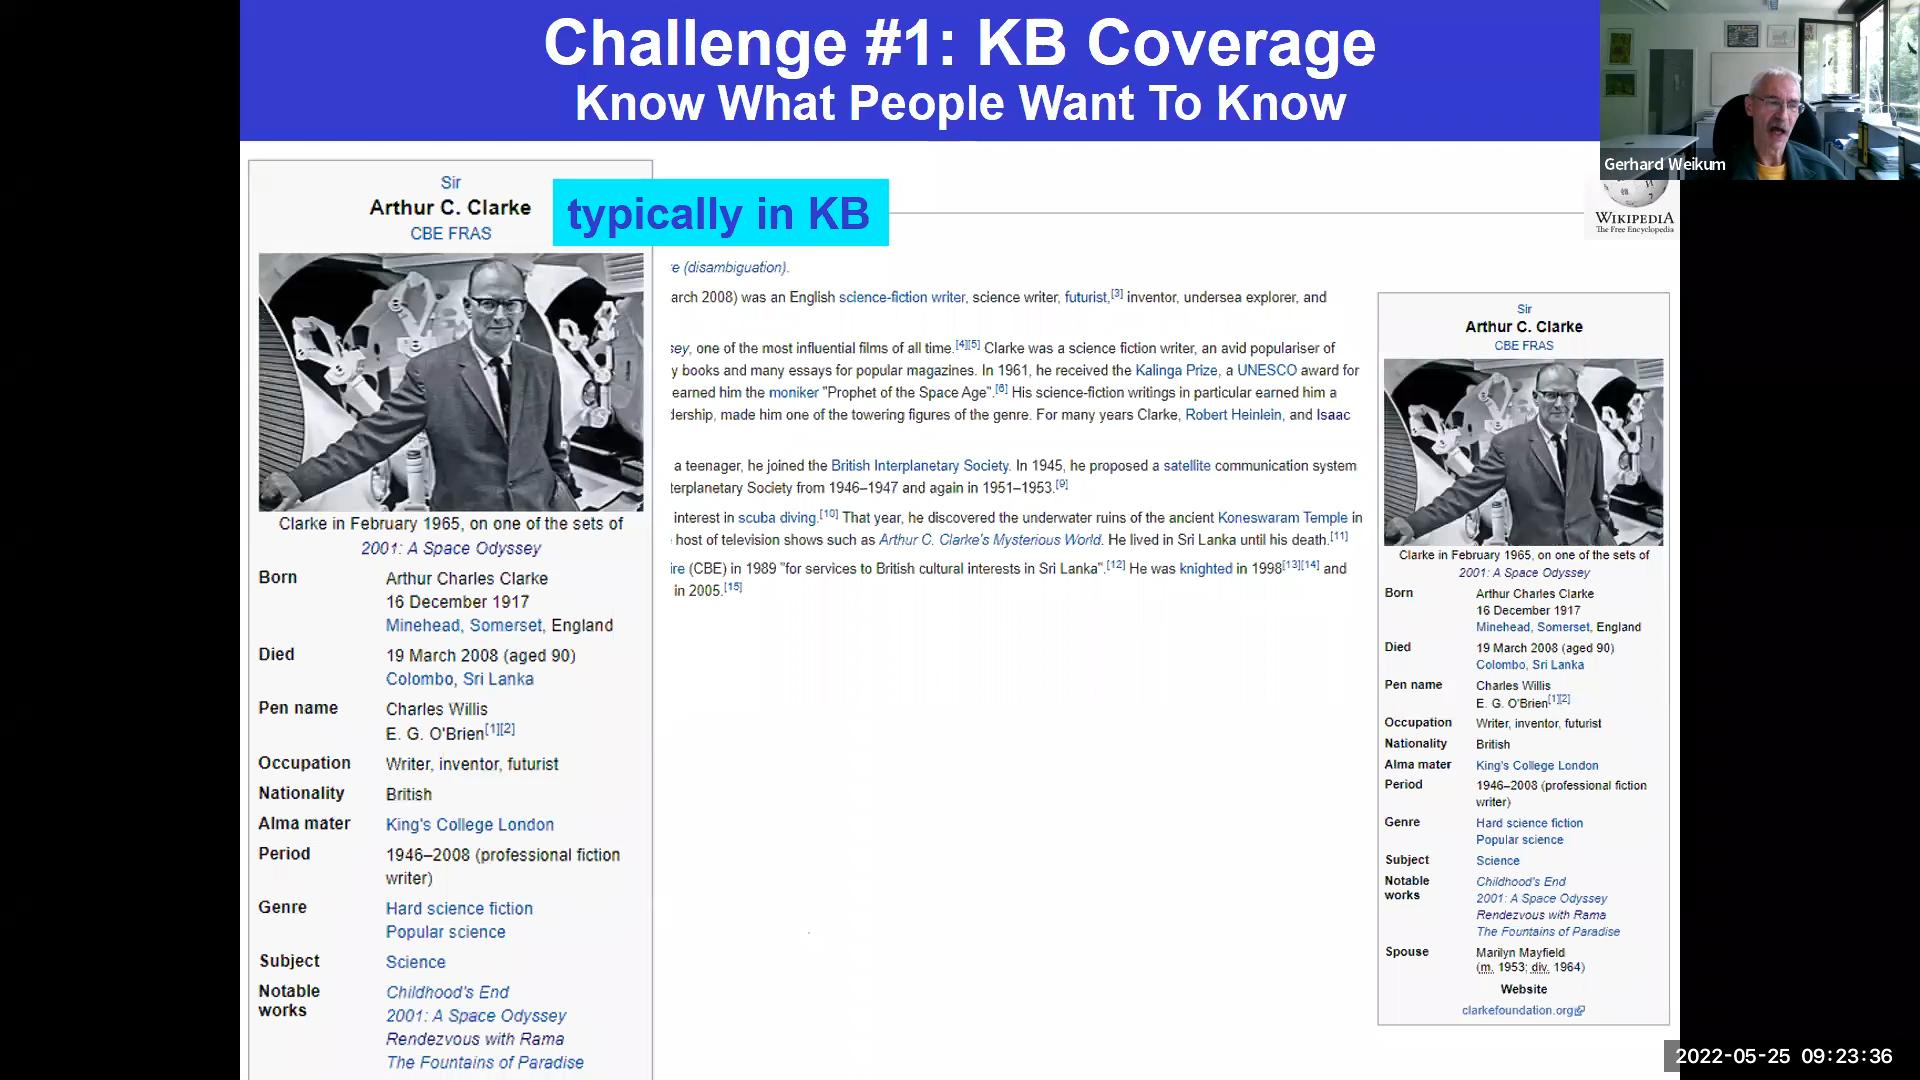 Challenge #1: KB Coverage
Know What People Want To Know
Gerhard Weikum
WIKIPEDIA
The Free Encyclopedia
typically in KB
Sir
Arthur C. Clarke
CBE FRAS
Clarke in February 1965, on one of the sets of
2001: A Space Odyssey
Born
Arthur Charles Clarke
16 December 1917
Minehead, Somerset, England
Died
19 March 2008 (aged 90)
Colombo, Sri Lanka
Pen name
Charles Willis
E. G. O'Brien[1][2]
Occupation
Writer, inventor, futurist
Nationality
British
Alma mater
King's College London
Period
1946–2008 (professional fiction
writer)
Genre
Hard science fiction
Popular science
Subject
Science
Notable
works
Childhood's End
2001: A Space Odyssey
Rendezvous with Rama
The Fountains of Paradise
e (disambiguation).
arch 2008) was an English science-fiction writer, science writer, futurist,[3] inventor, undersea explorer, and
sey, one of the most influential films of all time.[4][5] Clarke was a science fiction writer, an avid populariser of
y books and many essays for popular magazines. In 1961, he received the Kalinga Prize, a UNESCO award for
earned him the moniker "Prophet of the Space Age".[6] His science-fiction writings in particular earned him a
dership, made him one of the towering figures of the genre. For many years Clarke, Robert Heinlein, and Isaac
a teenager, he joined the British Interplanetary Society. In 1945, he proposed a satellite communication system
terplanetary Society from 1946–1947 and again in 1951–1953.[9]
interest in scuba diving.[10] That year, he discovered the underwater ruins of the ancient Koneswaram Temple in
host of television shows such as Arthur C. Clarke's Mysterious World. He lived in Sri Lanka until his death.[11]
ire (CBE) in 1989 "for services to British cultural interests in Sri Lanka".[12] He was knighted in 1998[13][14] and
in 2005.[15]
Sir
Arthur C. Clarke
CBE FRAS
Clarke in February 1965, on one of the sets of
2001: A Space Odyssey
Born
Arthur Charles Clarke
16 December 1917
Minehead, Somerset, England
Died
19 March 2008 (aged 90)
Colombo, Sri Lanka
Pen name
Charles Willis
E. G. O'Brien[1][2]
Occupation
Writer, inventor, futurist
Nationality
British
Alma mater
King's College London
Period
1946–2008 (professional fiction
writer)
Genre
Hard science fiction
Popular science
Subject
Science
Notable
works
Childhood's End
2001: A Space Odyssey
Rendezvous with Rama
The Fountains of Paradise
Spouse
Marilyn Mayfield
(m. 1953; div. 1964)
Website
clarkefoundation.org
2022-05-25 09:23:36